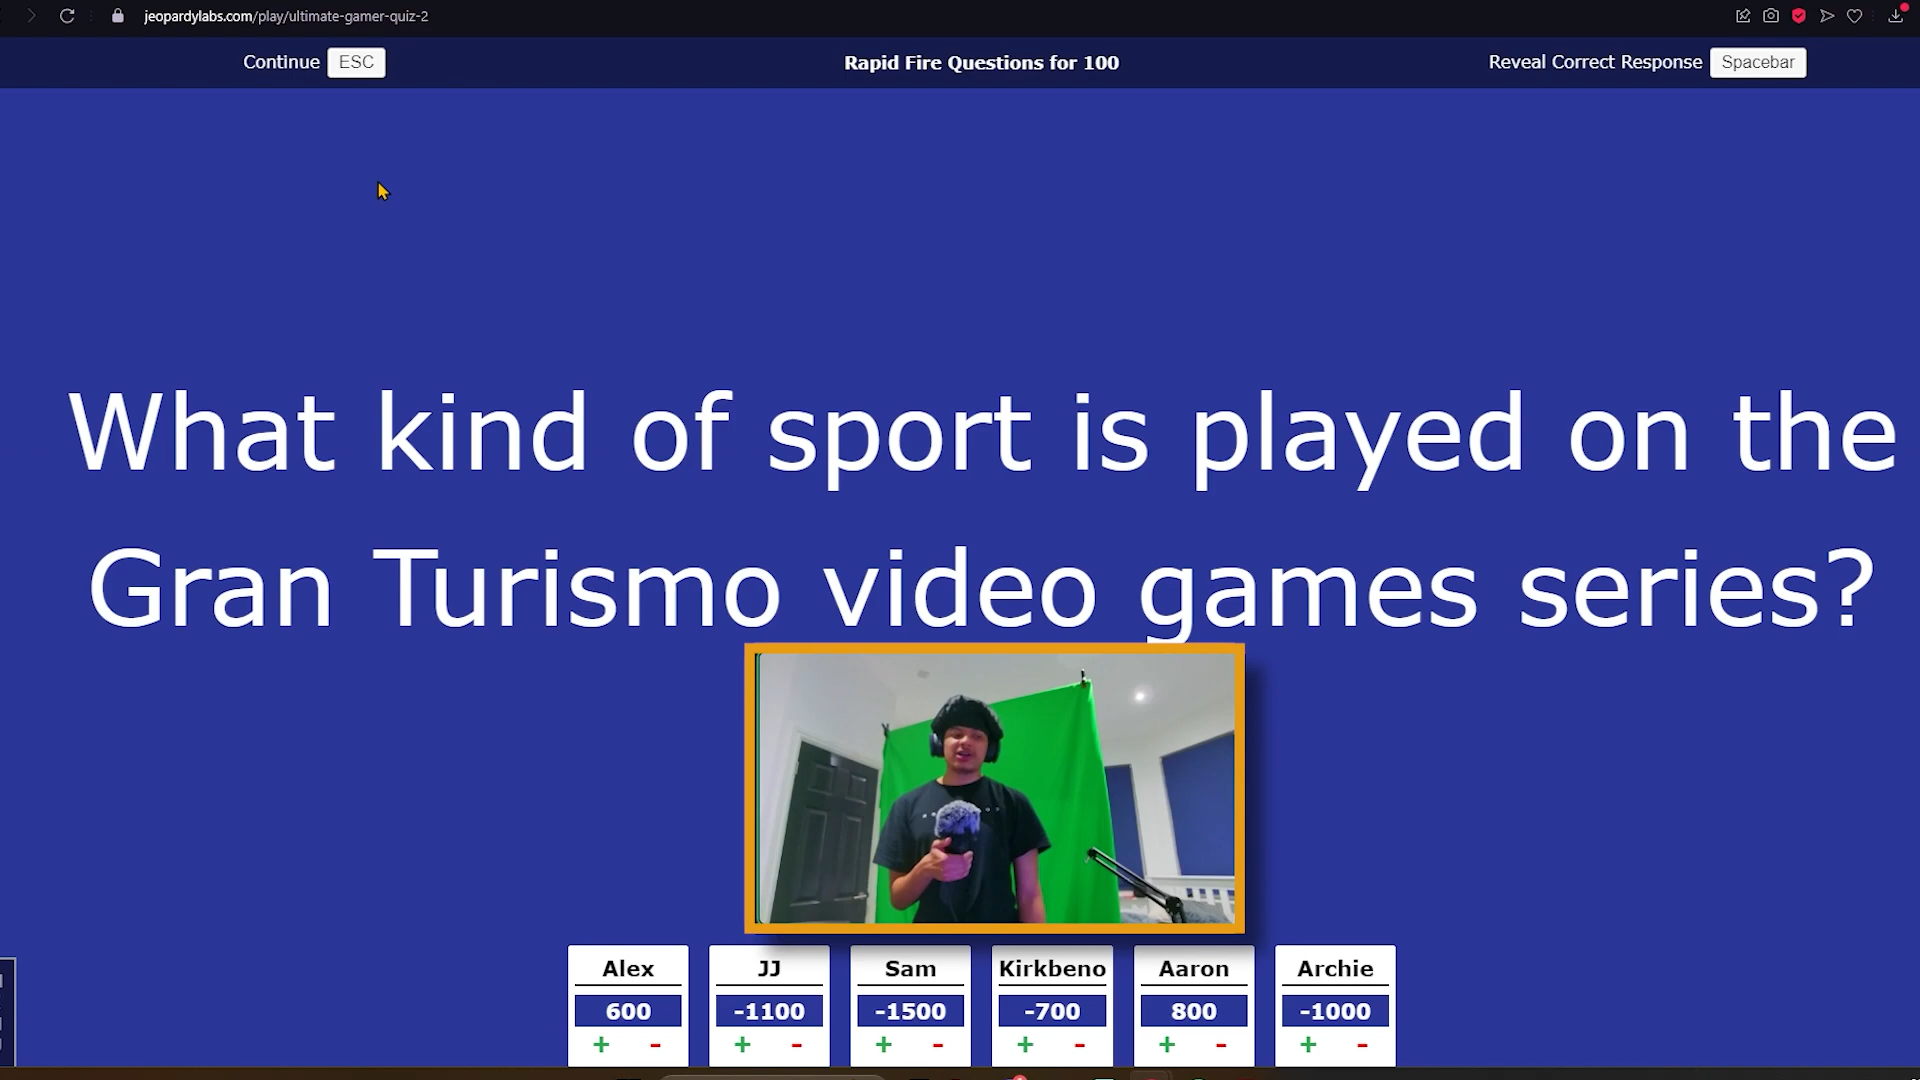 jeopardylabs.com/play/ultimate-gamer-quiz-2
Continue ESC
Rapid Fire Questions for 100
Reveal Correct Response Spacebar
What kind of sport is played on the
Gran Turismo video games series?
Alex JJ Sam Kirkbeno Aaron Archie
600 -1100 -1500 -700 800 -1000
+ - + - + - + - + - + -